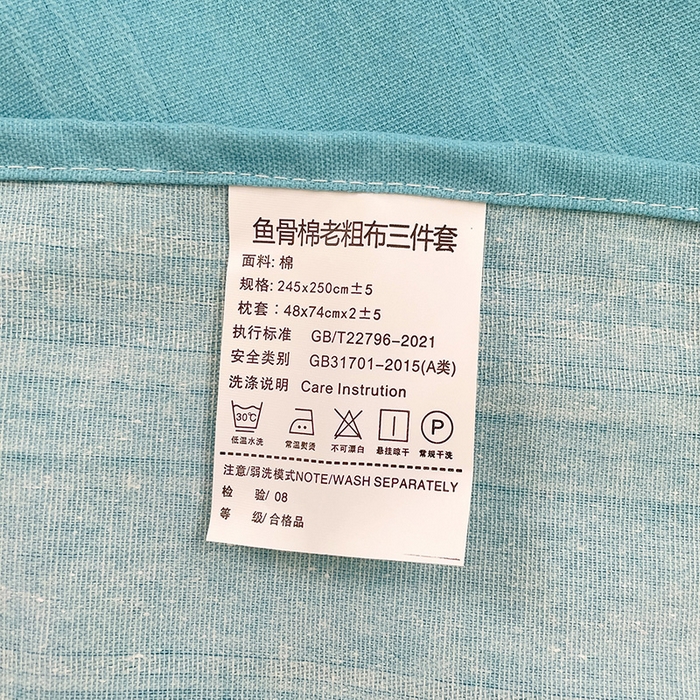 鱼骨棉老粗布三件套
面料: 棉
规格: 245x250cm±5
枕套: 48x74cmx2±5
执行标准 GB/T22796-2021
安全类别 GB31701-2015(A类)
洗涤说明 Care Instrution
30℃ P
低温水洗 常温熨烫 不可漂白 悬挂晾干 常规干洗
注意/弱洗模式NOTE/WASH SEPARATELY
检 验/ 08
等 级/合格品